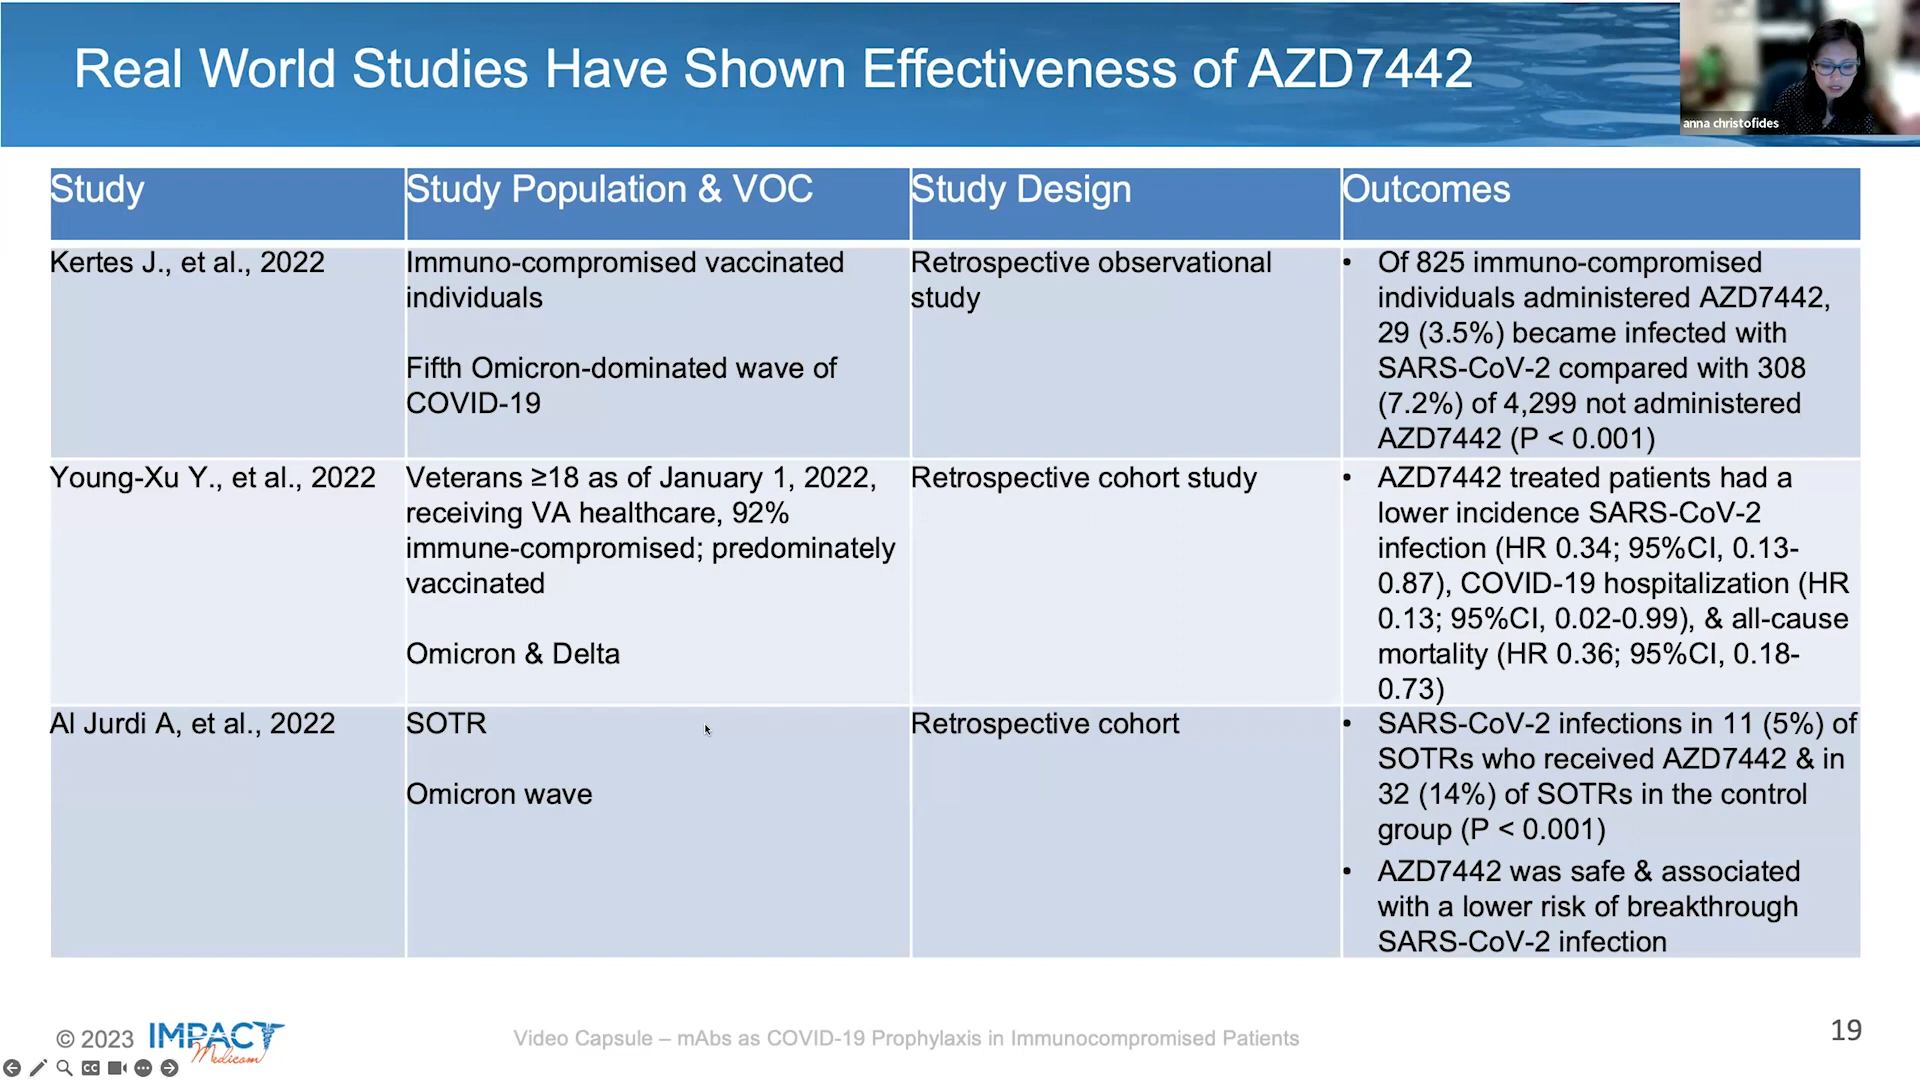 Real World Studies Have Shown Effectiveness of AZD7442
anna christofides
Study
Study Population & VOC
Study Design
Outcomes
Kertes J., et al., 2022
Immuno-compromised vaccinated
individuals
Fifth Omicron-dominated wave of
COVID-19
Retrospective observational
study
• Of 825 immuno-compromised
individuals administered AZD7442,
29 (3.5%) became infected with
SARS-CoV-2 compared with 308
(7.2%) of 4,299 not administered
AZD7442 (P < 0.001)
Young-Xu Y., et al., 2022
Veterans ≥18 as of January 1, 2022,
receiving VA healthcare, 92%
immune-compromised; predominately
vaccinated
Omicron & Delta
Retrospective cohort study
• AZD7442 treated patients had a
lower incidence SARS-CoV-2
infection (HR 0.34; 95%CI, 0.13-
0.87), COVID-19 hospitalization (HR
0.13; 95%CI, 0.02-0.99), & all-cause
mortality (HR 0.36; 95%CI, 0.18-
0.73)
Al Jurdi A, et al., 2022
SOTR
Omicron wave
Retrospective cohort
• SARS-CoV-2 infections in 11 (5%) of
SOTRs who received AZD7442 & in
32 (14%) of SOTRs in the control
group (P < 0.001)
• AZD7442 was safe & associated
with a lower risk of breakthrough
SARS-CoV-2 infection
© 2023 IMPACT
Medicom
Video Capsule – mAbs as COVID-19 Prophylaxis in Immunocompromised Patients
19
CC